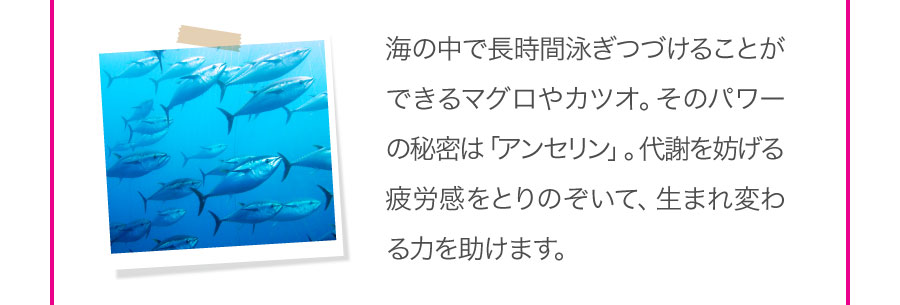 海の中で長時間泳ぎつづけることが
できるマグロやカツオ。そのパワー
の秘密は「アンセリン」。代謝を妨げる
疲労感をとりのぞいて、生まれ変わ
る力を助けます。